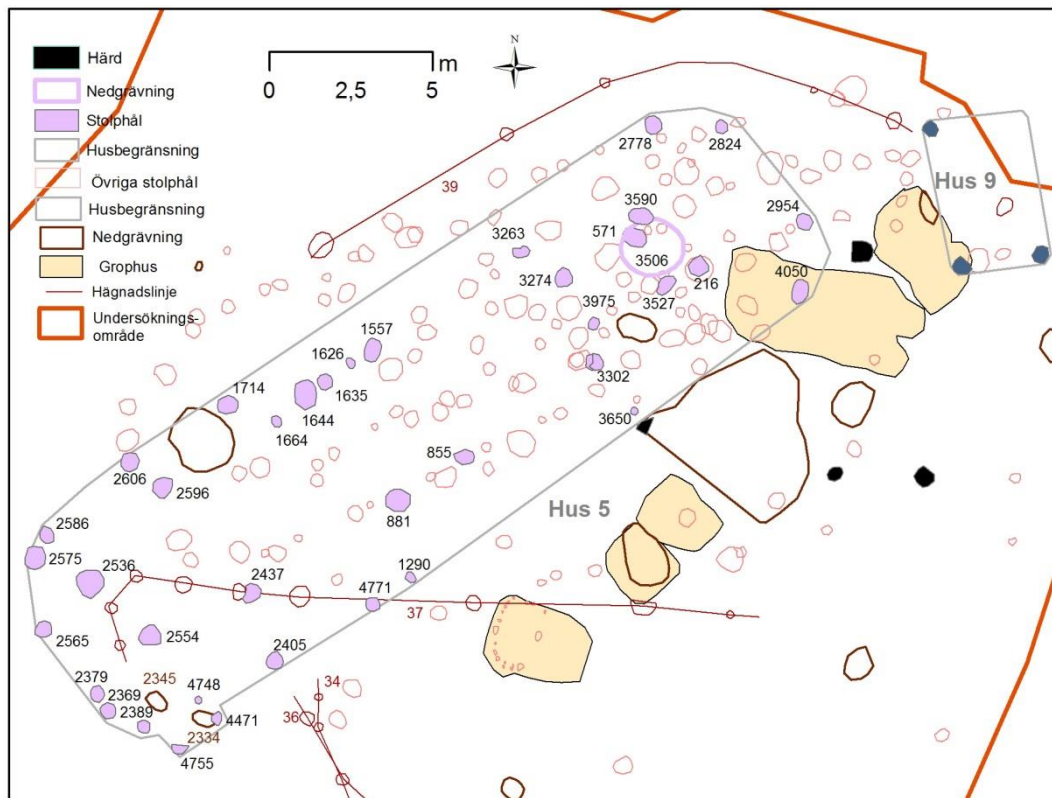 Härd
Nedgrävning
Stolphål
Husbegränsning
Övriga stolphål
Husbegränsning
Nedgrävning
Grophus
Hägnadslinje
Undersöknings-
område
0 2,5 5
m
N
39
2778
2824
Hus 9
3590
571
3506
2954
3263
3274
216
3527
4050
3975
1557
1626
3302
1714
1635
1644
1664
3650
855
2606
2596
881
Hus 5
2586
2575
2536
1290
2437
4771
37
2565
2554
2405
2379
2345
4748
34
2369
2389
4471
36
2334
4755